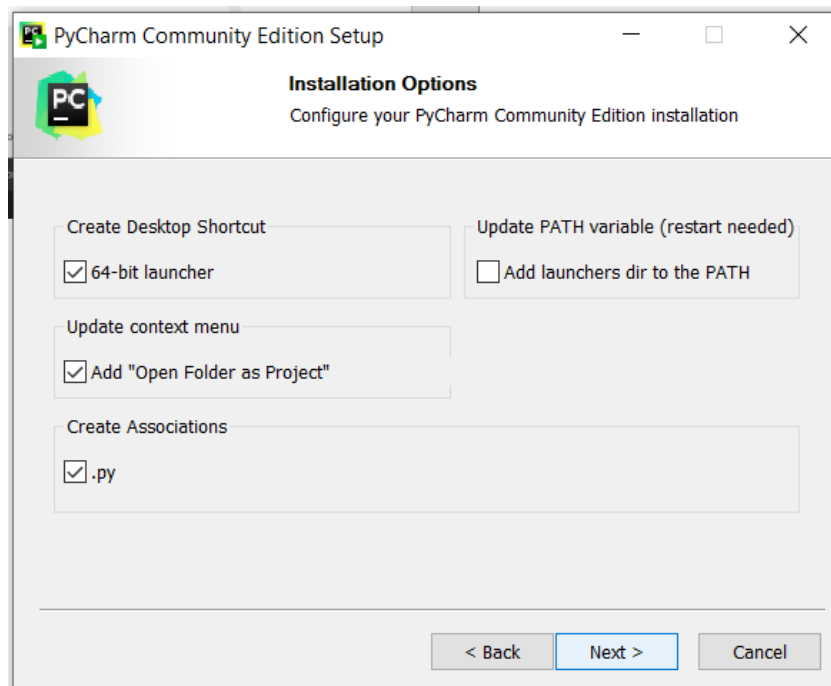 PyCharm Community Edition Setup
PC
Installation Options
Configure your PyCharm Community Edition installation
Create Desktop Shortcut
64-bit launcher
Update PATH variable (restart needed)
Add launchers dir to the PATH
Update context menu
Add "Open Folder as Project"
Create Associations
.py
< Back
Next >
Cancel